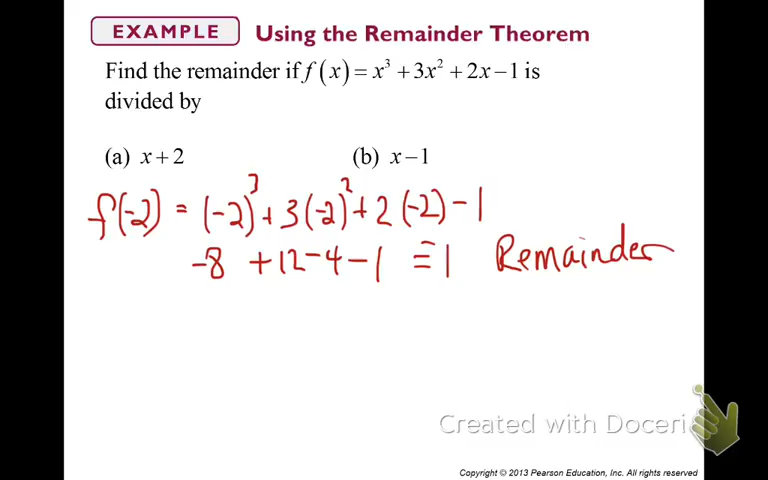 EXAMPLE Using the Remainder Theorem
Find the remainder if f(x) = x³ + 3x² + 2x − 1 is
divided by
(a) x + 2 (b) x − 1
f(-2) = (-2)³ + 3(-2)² + 2(-2) - 1
-8 + 12 - 4 - 1 = -1 Remainder
Created with Doceri
Copyright © 2013 Pearson Education, Inc. All rights reserved